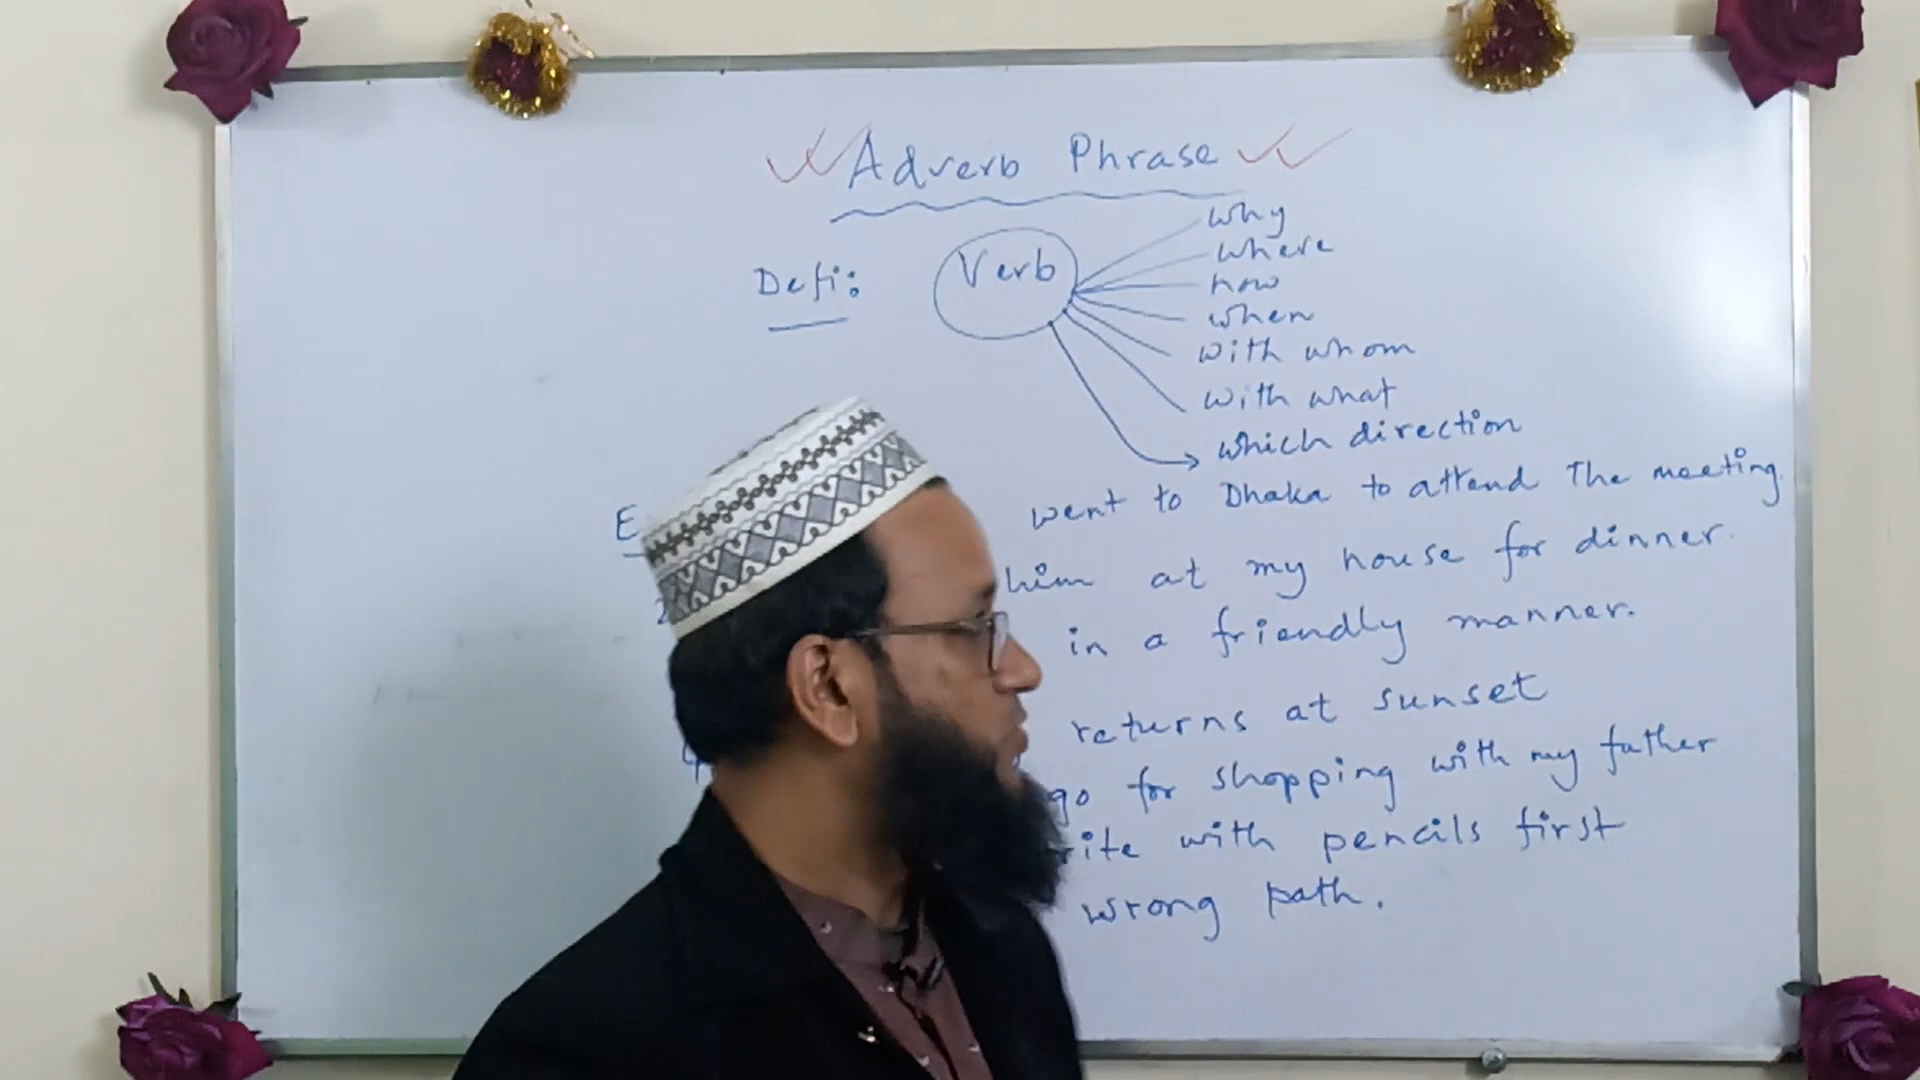 Adverb Phrase
why
Defi: Verb where
how
when
with whom
with what
which direction
E went to Dhaka to attend The meeting
him at my house for dinner.
in a friendly manner.
returns at sunset
go for shopping with my father
rite with pencils first
wrong path.